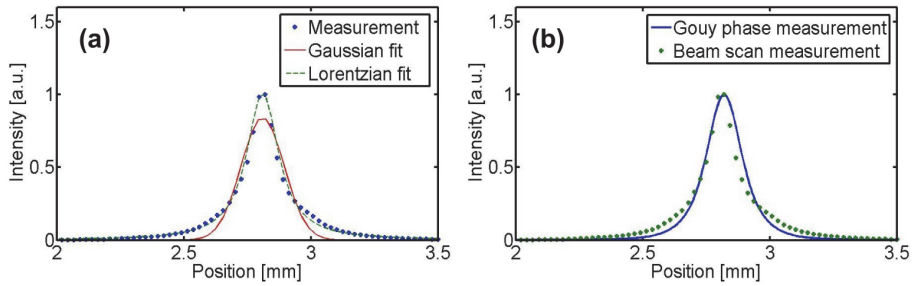 (a)
Measurement
Gaussian fit
Lorentzian fit
Intensity [a.u.]
1.5
1
0.5
0
2
2.5
3
3.5
Position [mm]
(b)
Gouy phase measurement
Beam scan measurement
Intensity [a.u.]
1.5
1
0.5
0
2
2.5
3
3.5
Position [mm]